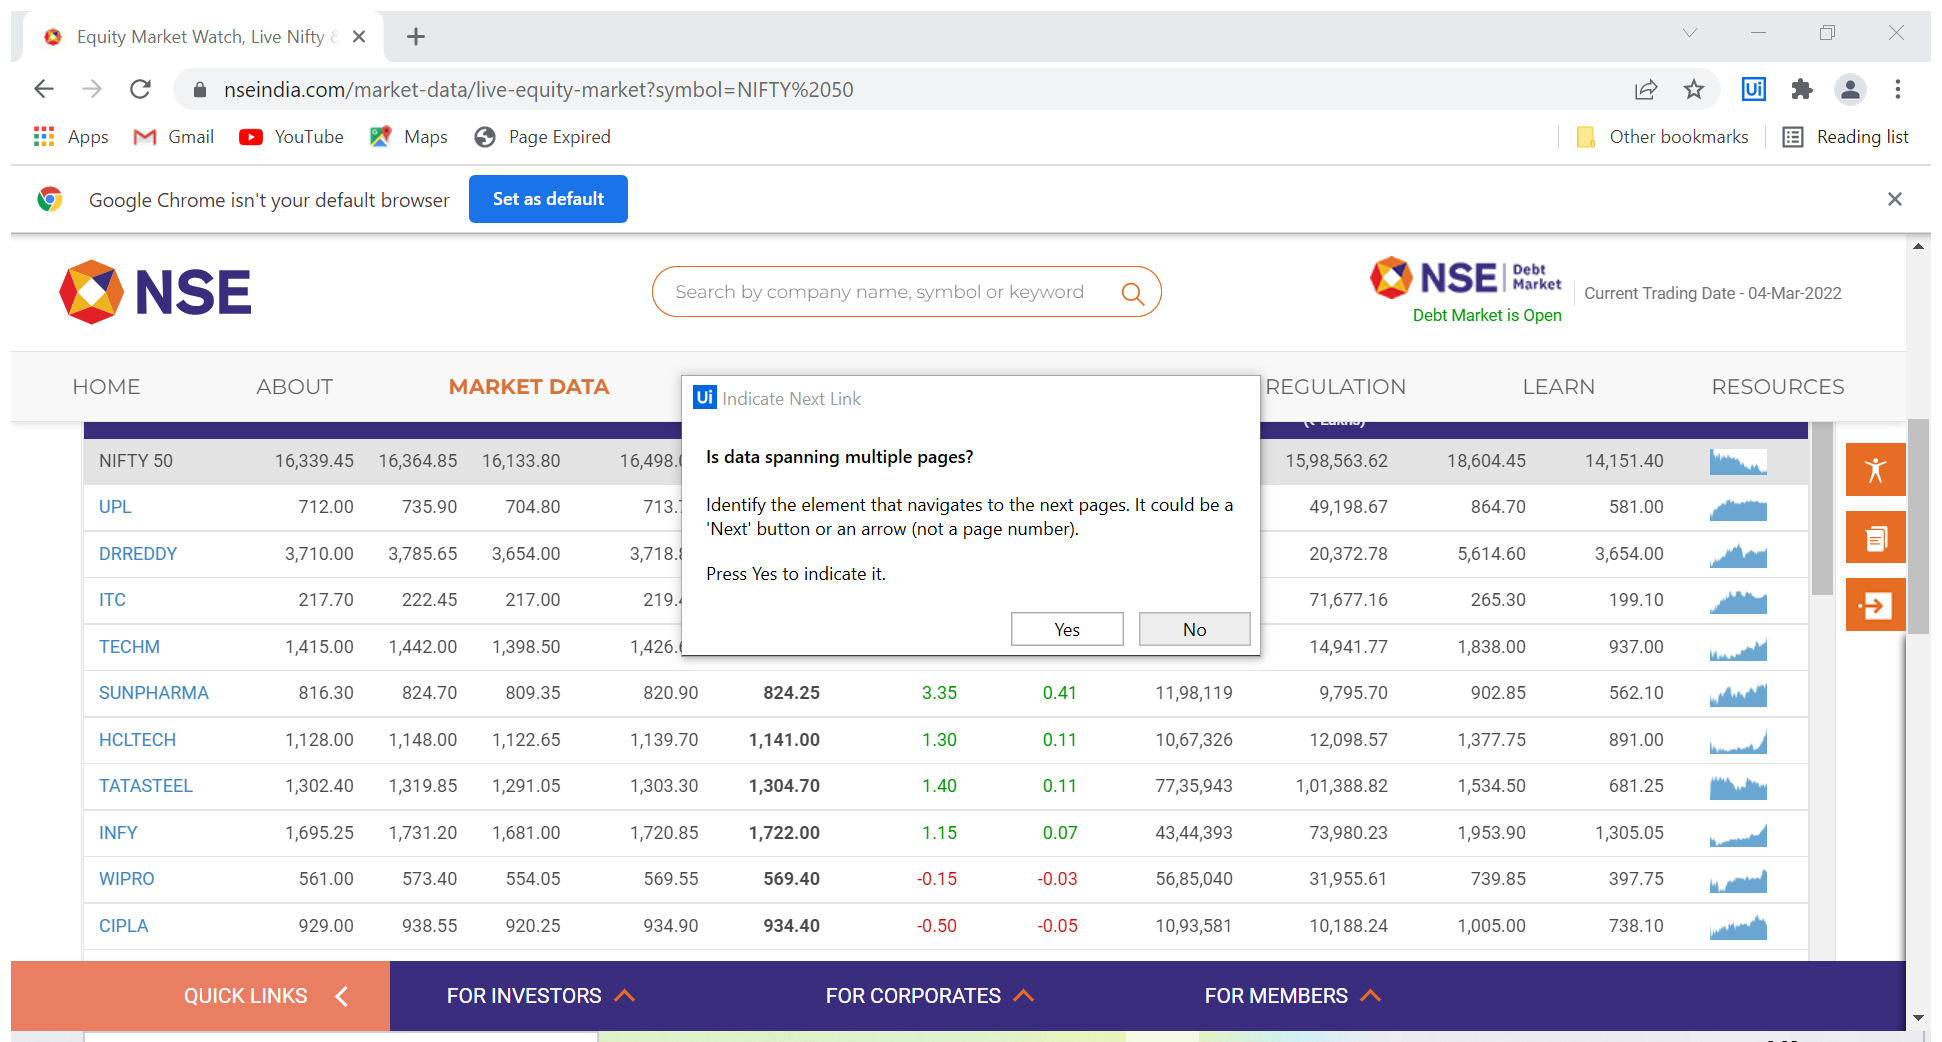 Equity Market Watch, Live Nifty &
nseindia.com/market-data/live-equity-market?symbol=NIFTY%2050
Ui
Apps Gmail YouTube Maps Page Expired Other bookmarks Reading list
Google Chrome isn't your default browser Set as default
NSE
Search by company name, symbol or keyword
NSE Debt Market
Debt Market is Open
Current Trading Date - 04-Mar-2022
HOME ABOUT MARKET DATA REGULATION LEARN RESOURCES
Ui Indicate Next Link
Is data spanning multiple pages?
Identify the element that navigates to the next pages. It could be a
'Next' button or an arrow (not a page number).
Press Yes to indicate it.
Yes No
(₹ Lakhs)
NIFTY 50 16,339.45 16,364.85 16,133.80 16,498.0 15,98,563.62 18,604.45 14,151.40
UPL 712.00 735.90 704.80 713.7 49,198.67 864.70 581.00
DRREDDY 3,710.00 3,785.65 3,654.00 3,718.8 20,372.78 5,614.60 3,654.00
ITC 217.70 222.45 217.00 219.4 71,677.16 265.30 199.10
TECHM 1,415.00 1,442.00 1,398.50 1,426.6 14,941.77 1,838.00 937.00
SUNPHARMA 816.30 824.70 809.35 820.90 824.25 3.35 0.41 11,98,119 9,795.70 902.85 562.10
HCLTECH 1,128.00 1,148.00 1,122.65 1,139.70 1,141.00 1.30 0.11 10,67,326 12,098.57 1,377.75 891.00
TATASTEEL 1,302.40 1,319.85 1,291.05 1,303.30 1,304.70 1.40 0.11 77,35,943 1,01,388.82 1,534.50 681.25
INFY 1,695.25 1,731.20 1,681.00 1,720.85 1,722.00 1.15 0.07 43,44,393 73,980.23 1,953.90 1,305.05
WIPRO 561.00 573.40 554.05 569.55 569.40 -0.15 -0.03 56,85,040 31,955.61 739.85 397.75
CIPLA 929.00 938.55 920.25 934.90 934.40 -0.50 -0.05 10,93,581 10,188.24 1,005.00 738.10
QUICK LINKS FOR INVESTORS FOR CORPORATES FOR MEMBERS